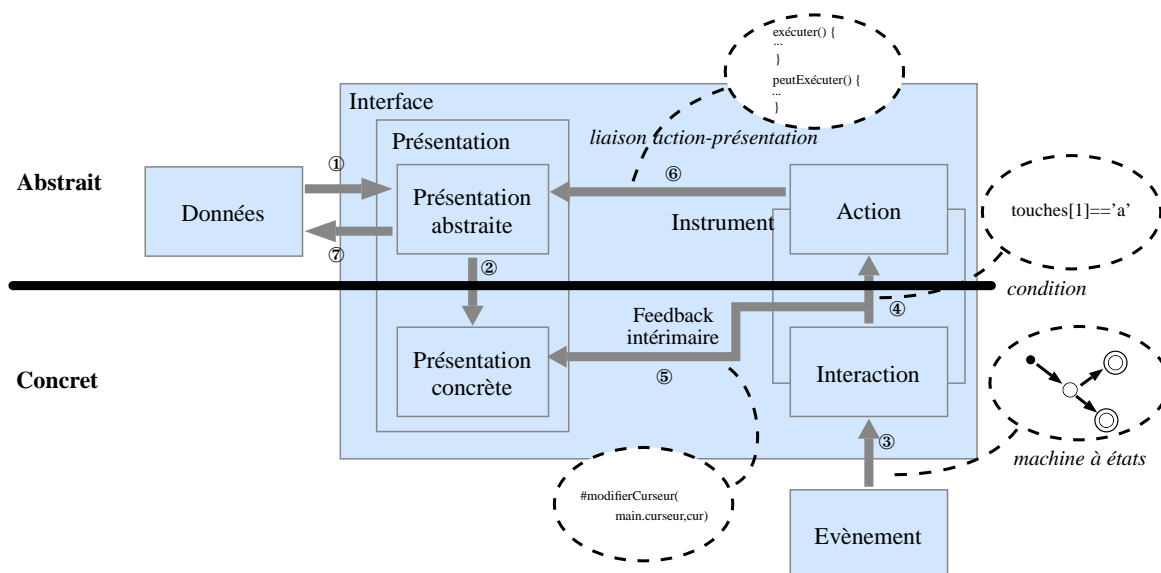 exécuter() {
...
}
peutExécuter() {
...
}
Interface
Présentation
liaison action-présentation
①
⑥
Abstrait
Données
Présentation
abstraite
Instrument
Action
touches[1]=='a'
⑦
②
condition
④
Feedback
intérimaire
Concret
Présentation
concrète
⑤
Interaction
③
machine à états
#modifierCurseur(
main.curseur,cur)
Evènement